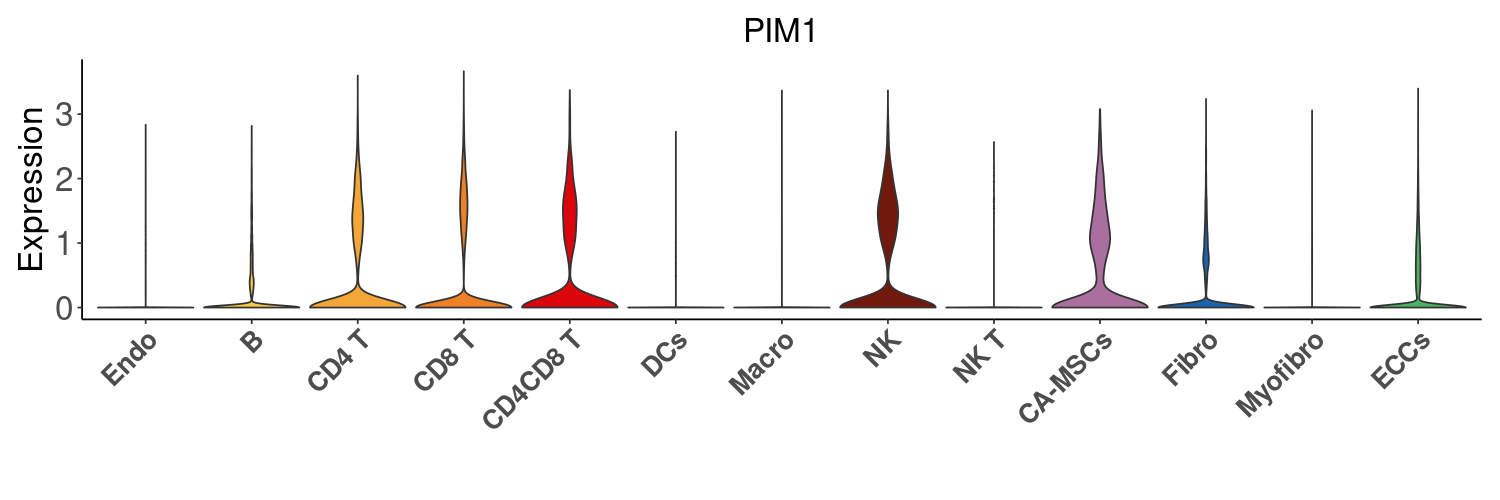 PIM1
Expression
3
2
1
0
Endo
B
CD4 T
CD8 T
CD4CD8 T
DCs
Macro
NK
NK T
CA-MSCs
Fibro
Myofibro
ECCs